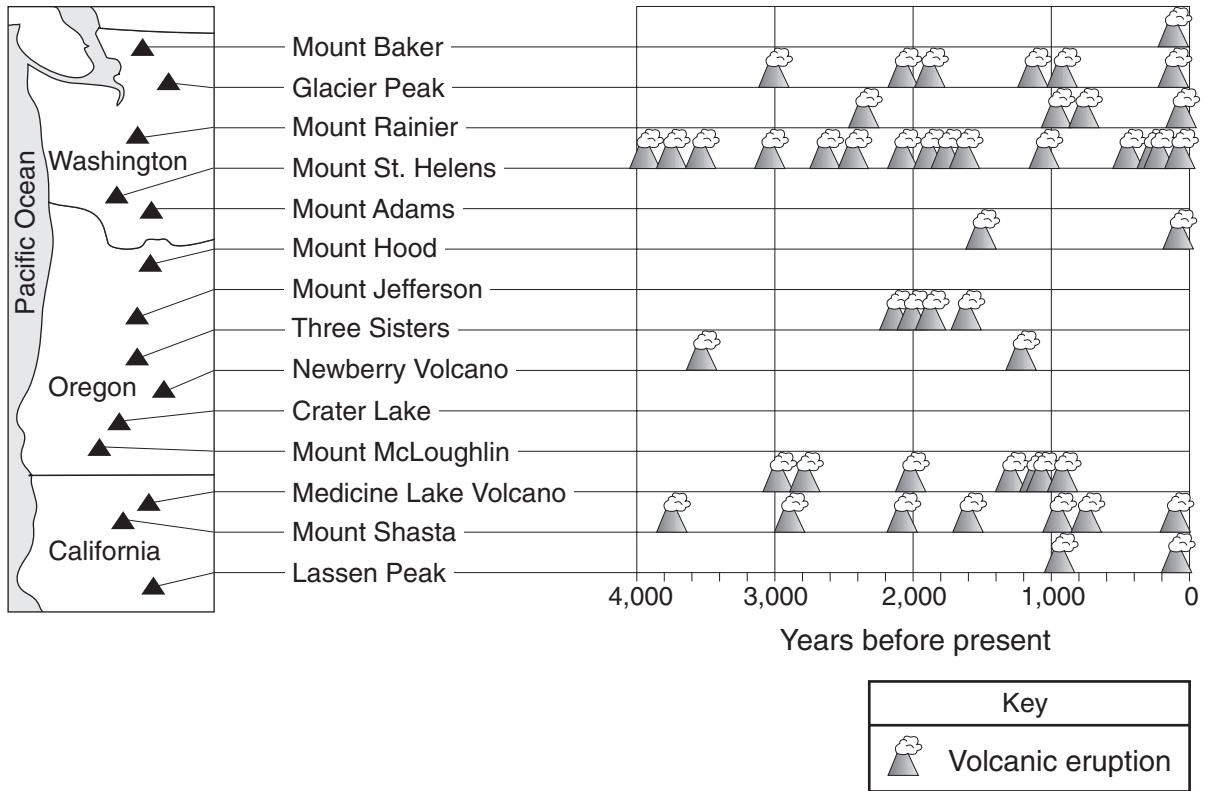 Pacific Ocean
Washington
Oregon
California
Mount Baker
Glacier Peak
Mount Rainier
Mount St. Helens
Mount Adams
Mount Hood
Mount Jefferson
Three Sisters
Newberry Volcano
Crater Lake
Mount McLoughlin
Medicine Lake Volcano
Mount Shasta
Lassen Peak
4,000 3,000 2,000 1,000 0
Years before present
Key
Volcanic eruption